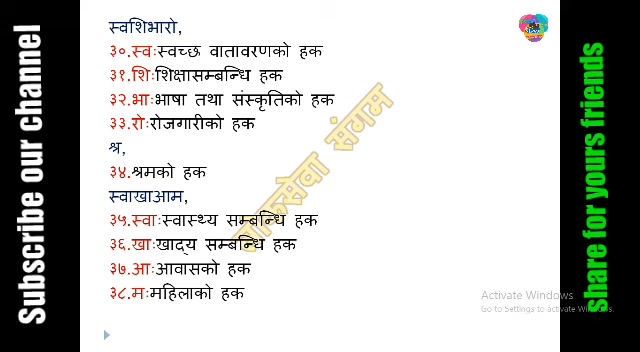 Subscribe our channel
स्वशिभारो,
३०.स्वःस्वच्छ वातावरणको हक
३१.शिःशिक्षासम्बन्धि हक
३२.भाःभाषा तथा संस्कृतिको हक
३३.रोःरोजगारीको हक
श्र,
३४.श्रमको हक
स्वाखाआम,
३५.स्वाःस्वास्थ्य सम्बन्धि हक
३६.खाःखाद्य सम्बन्धि हक
३७.आःआवासको हक
३८.मःमहिलाको हक
लोकसेवा संगम
Activate Windows
Go to Settings to activate Windows.
share for yours friends